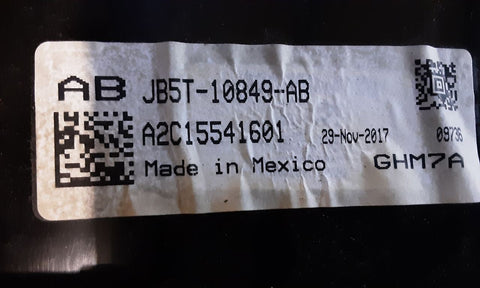 AB JB5T-10849-AB
A2C15541601 29-Nov-2017 09736
Made in Mexico GHM7A